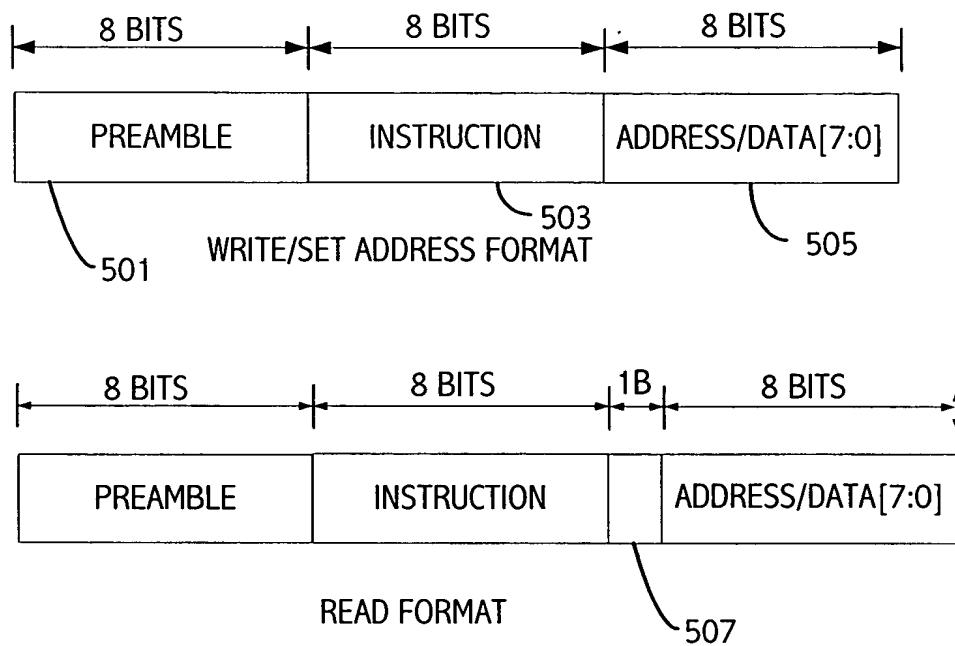 8 BITS 8 BITS 8 BITS
PREAMBLE INSTRUCTION ADDRESS/DATA[7:0]
501 503 505
WRITE/SET ADDRESS FORMAT
8 BITS 8 BITS 1B 8 BITS
PREAMBLE INSTRUCTION ADDRESS/DATA[7:0]
READ FORMAT 507